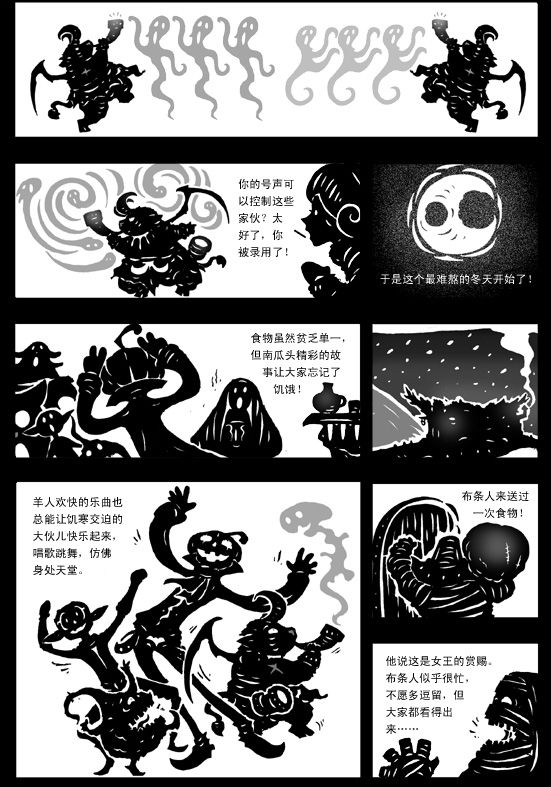 你的号声可
以控制这些
家伙？太
好了，你
被录用了！
于是这个最难熬的冬天开始了！
食物虽然贫乏单一，
但南瓜头精彩的故
事让大家忘记了
饥饿！
羊人欢快的乐曲也
总能让饥寒交迫的
大伙儿快乐起来，
唱歌跳舞，仿佛
身处天堂。
布条人来送过
一次食物！
他说这是女王的赏赐。
布条人似乎很忙，
不愿多逗留，但
大家都看得出
来……